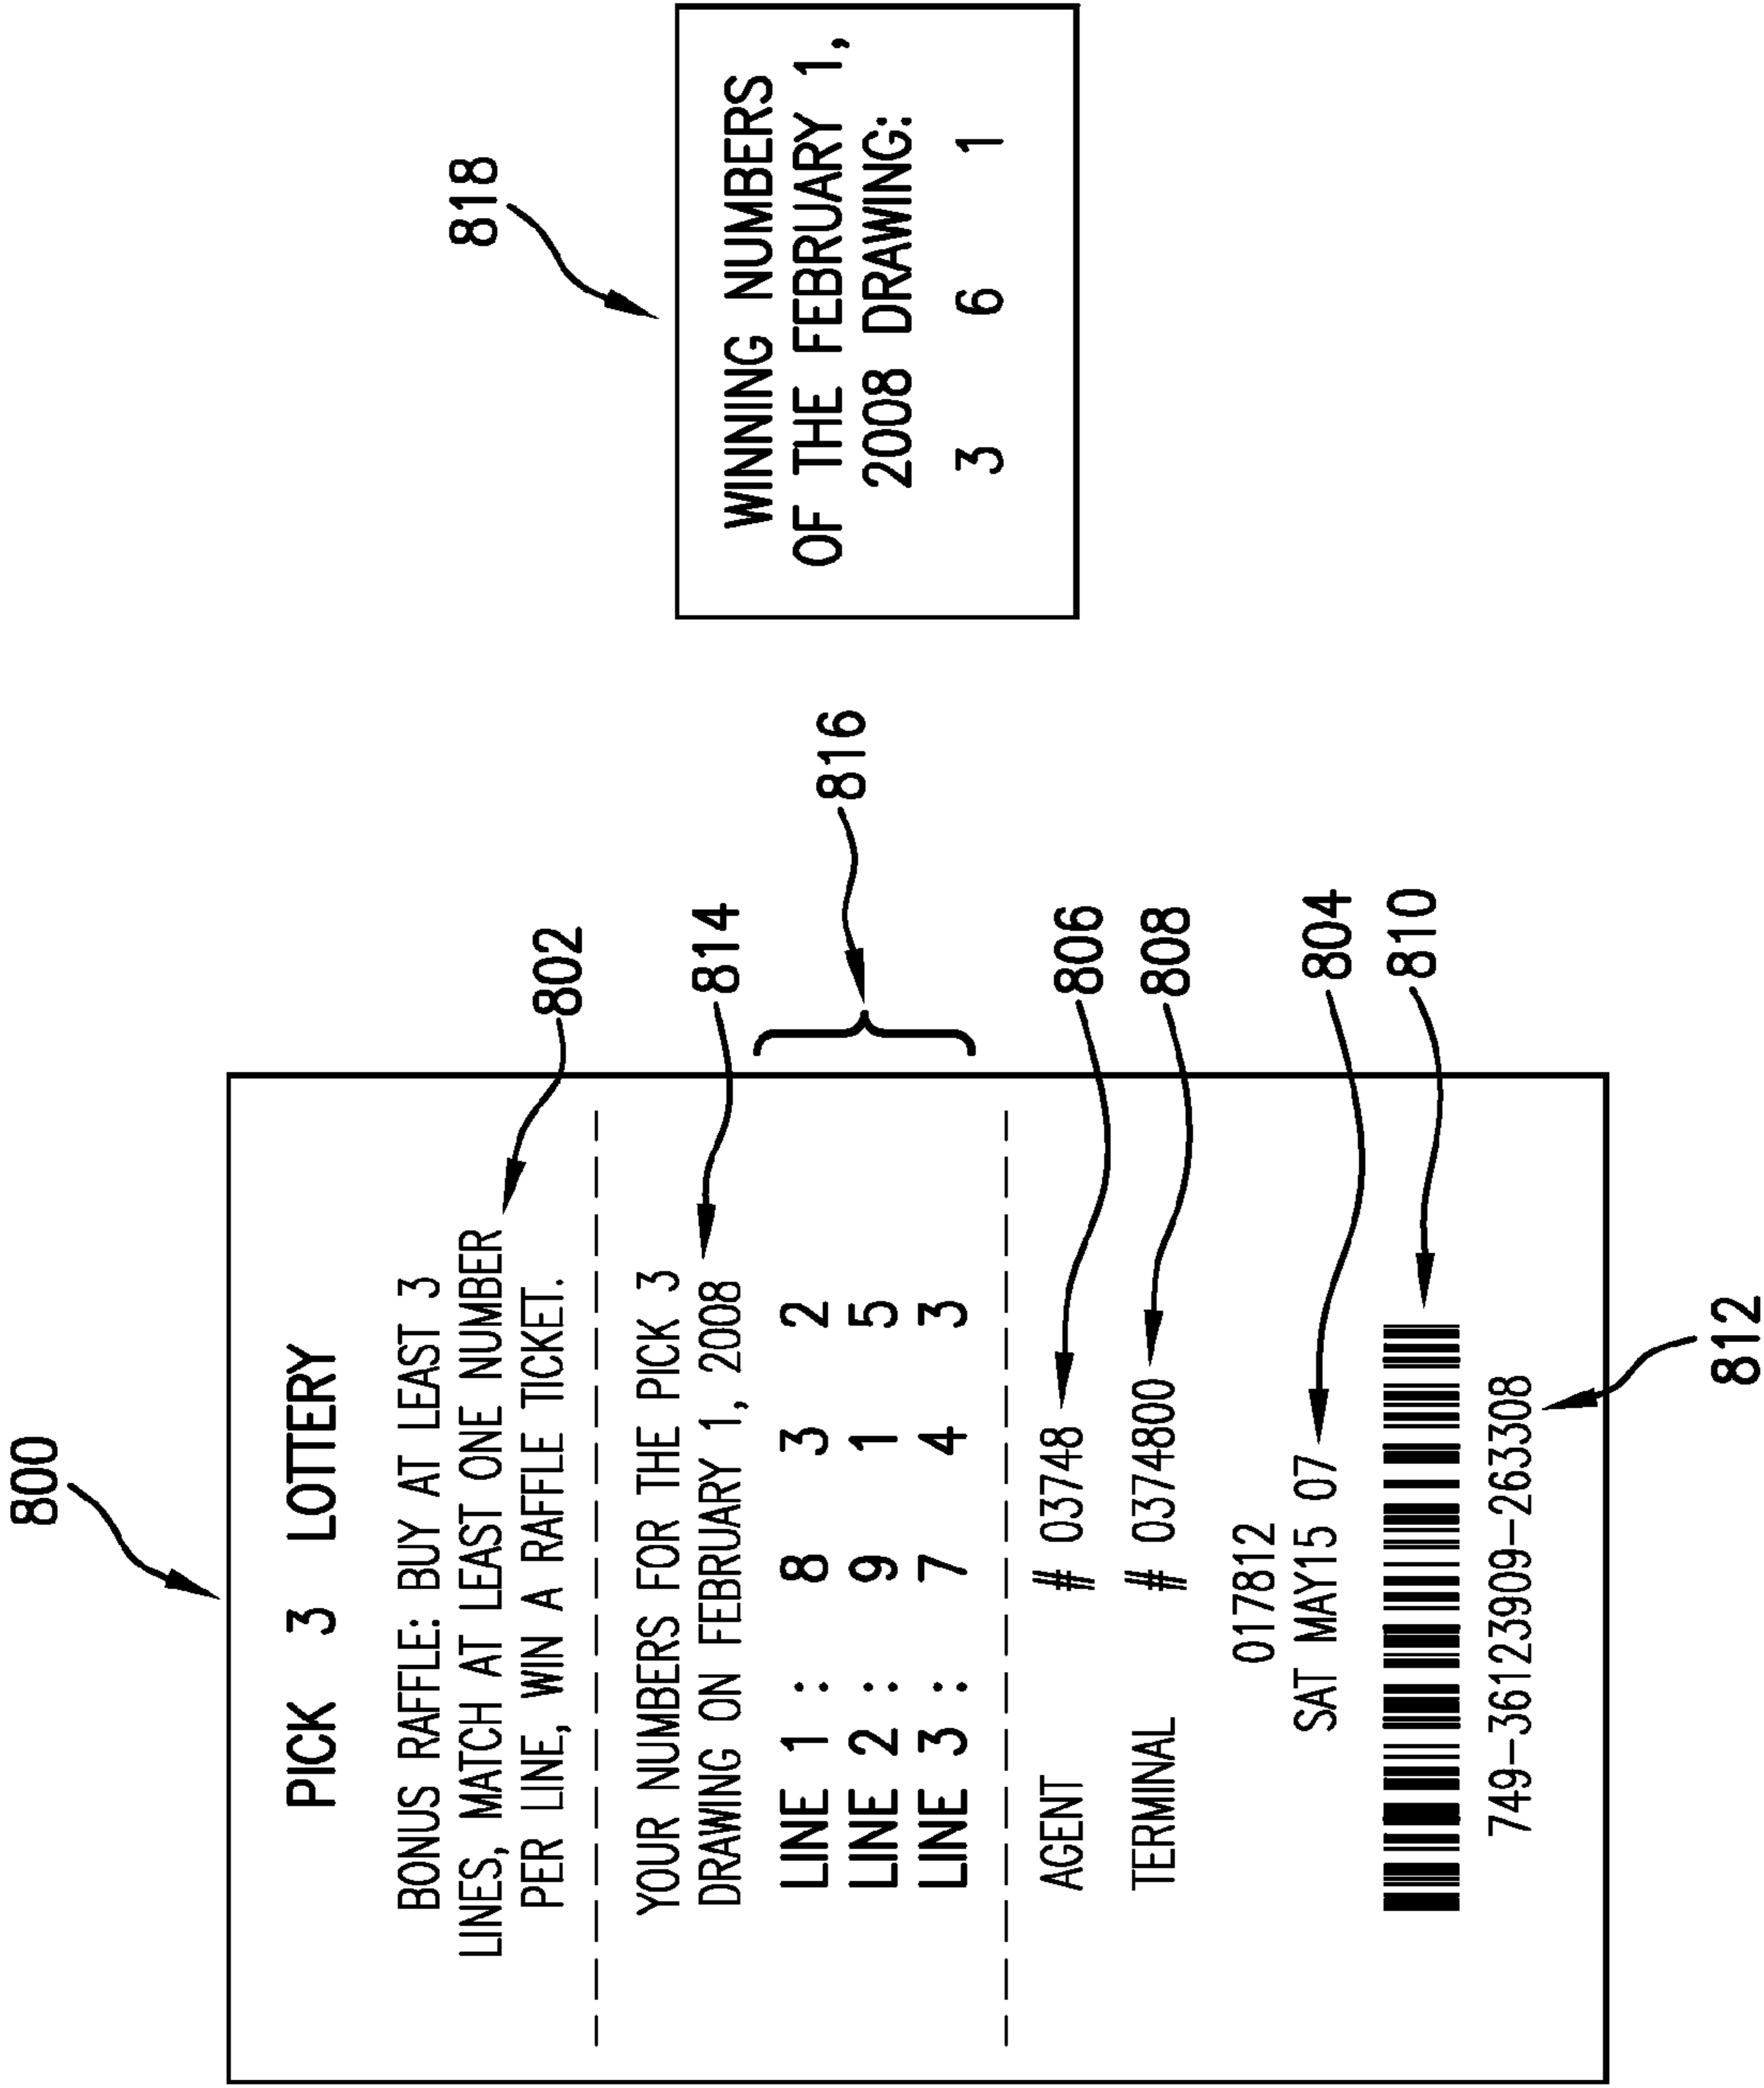 800
PICK 3 LOTTERY
BONUS RAFFLE: BUY AT LEAST 3
LINES, MATCH AT LEAST ONE NUMBER
PER LINE, WIN A RAFFLE TICKET.
802
YOUR NUMBERS FOR THE PICK 3
DRAWING ON FEBRUARY 1, 2008
814
LINE 1 : 8 3 2
LINE 2 : 9 1 5
LINE 3 : 7 4 3
816
AGENT # 03748
806
TERMINAL # 0374800
808
017812
SAT MAY15 07
804
810
749-36123909-263308
812
818
WINNING NUMBERS
OF THE FEBRUARY 1,
2008 DRAWING:
3 6 1